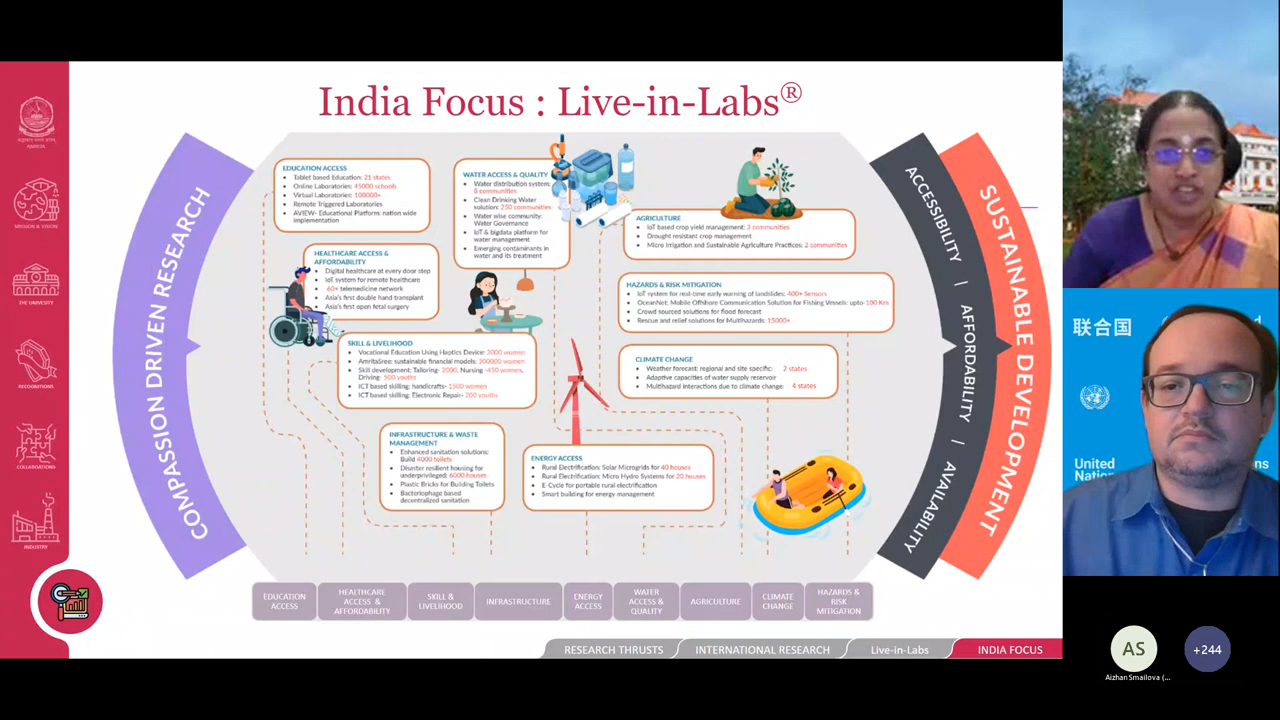 India Focus : Live-in-Labs®
AMRITA
MISSION & VISION
THE UNIVERSITY
RECOGNITIONS
COLLABORATIONS
INDUSTRY
COMPASSION DRIVEN RESEARCH
EDUCATION ACCESS
Tablet based Education: 21 states
Online Laboratories: 45000 schools
Virtual Laboratories: 100000+
Remote Triggered Laboratories
AVIEW- Educational Platform: nation wide
implementation
HEALTHCARE ACCESS &
AFFORDABILITY
Digital healthcare at every door step
IoT system for remote healthcare
60+ telemedicine network
Asia's first double hand transplant
Asia's first open fetal surgery
SKILL & LIVELIHOOD
Vocational Education Using Haptics Device: 3000 women
AmritaSree: sustainable financial models: 300000 women
Skill development; Tailoring- 2000, Nursing -450 women,
Driving- 500 youths
ICT based skilling: handicrafts- 1500 women
ICT based skilling: Electronic Repair- 200 youths
INFRASTRUCTURE & WASTE
MANAGEMENT
Enhanced sanitation solutions:
Build 4000 toilets
Disaster resilient housing for
underprivileged: 6000 houses
Plastic Bricks for Building Toilets
Bacteriophage based
decentralized sanitation
WATER ACCESS & QUALITY
Water distribution system:
8 communities
Clean Drinking Water
solution: 250 communities
Water wise community:
Water Governance
IoT & bigdata platform for
water management
Emerging contaminants in
water and its treatment
AGRICULTURE
IoT based crop yield management: 3 communities
Drought resistant crop management
Micro Irrigation and Sustainable Agriculture Practices: 2 communities
HAZARDS & RISK MITIGATION
IoT system for real-time early warning of landslides: 400+ Sensors
OceanNet: Mobile Offshore Communication Solution for Fishing Vessels: upto- 100 Km
Crowd sourced solutions for flood forecast
Rescue and relief solutions for Multihazards: 15000+
CLIMATE CHANGE
Weather forecast: regional and site specific: 2 states
Adaptive capacities of water supply reservoir
Multihazard interactions due to climate change: 4 states
ENERGY ACCESS
Rural Electrification: Solar Microgrids for 40 houses
Rural Electrification: Micro Hydro Systems for 20 houses
E-Cycle for portable rural electrification
Smart building for energy management
ACCESSIBILITY | AFFORDABILITY | AVAILABILITY
SUSTAINABLE DEVELOPMENT
EDUCATION
ACCESS
HEALTHCARE
ACCESS &
AFFORDABILITY
SKILL &
LIVELIHOOD
INFRASTRUCTURE
ENERGY
ACCESS
WATER
ACCESS &
QUALITY
AGRICULTURE
CLIMATE
CHANGE
HAZARDS &
RISK
MITIGATION
RESEARCH THRUSTS
INTERNATIONAL RESEARCH
Live-in-Labs
INDIA FOCUS
联合国
United
AS
+244
Aizhan Smailova (...